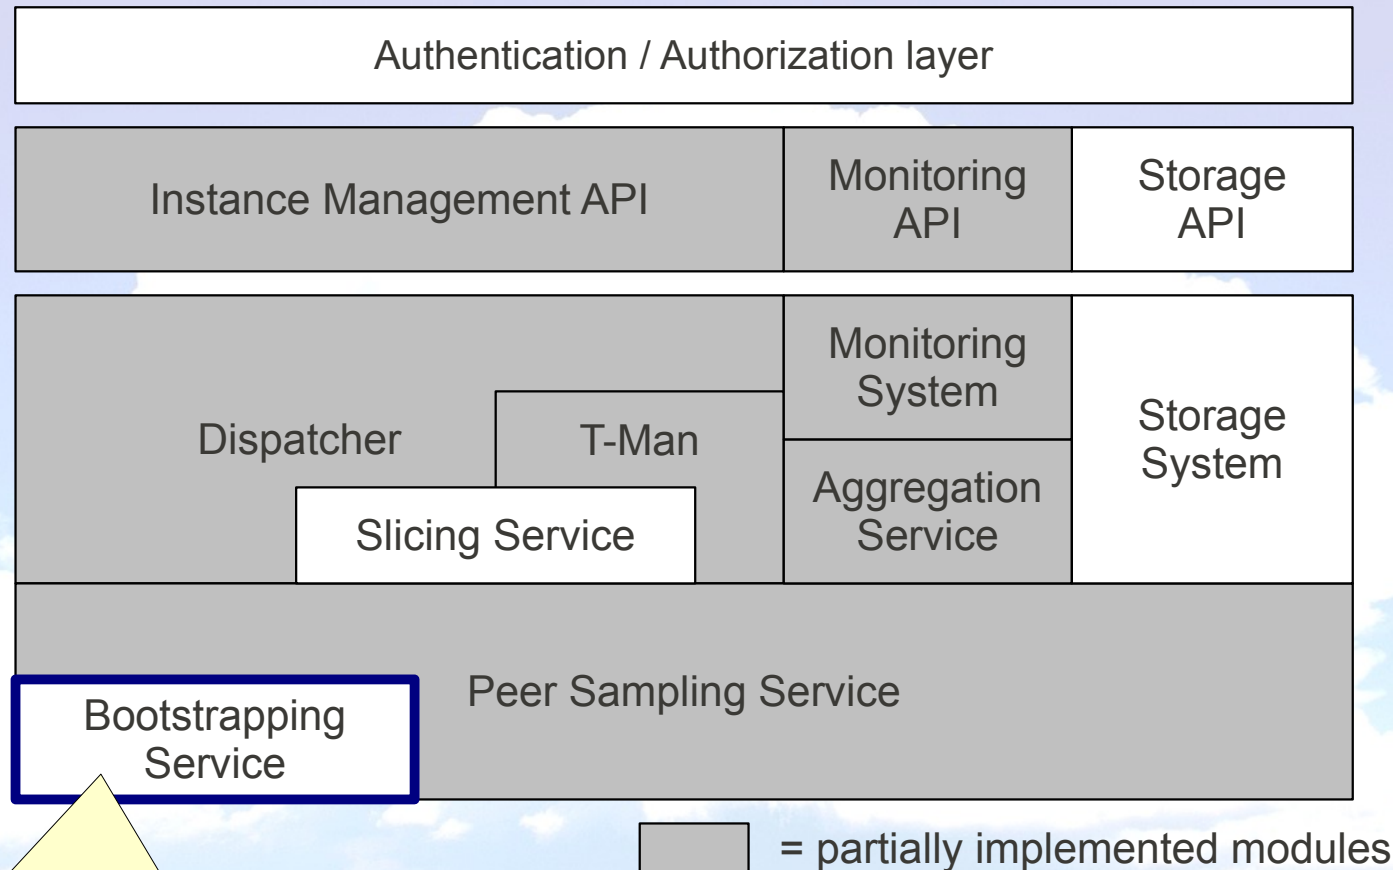 Authentication / Authorization layer
Instance Management API
Monitoring
API
Storage
API
Monitoring
System
Dispatcher
T-Man
Storage
System
Aggregation
Service
Slicing Service
Peer Sampling Service
Bootstrapping
Service
= partially implemented modules